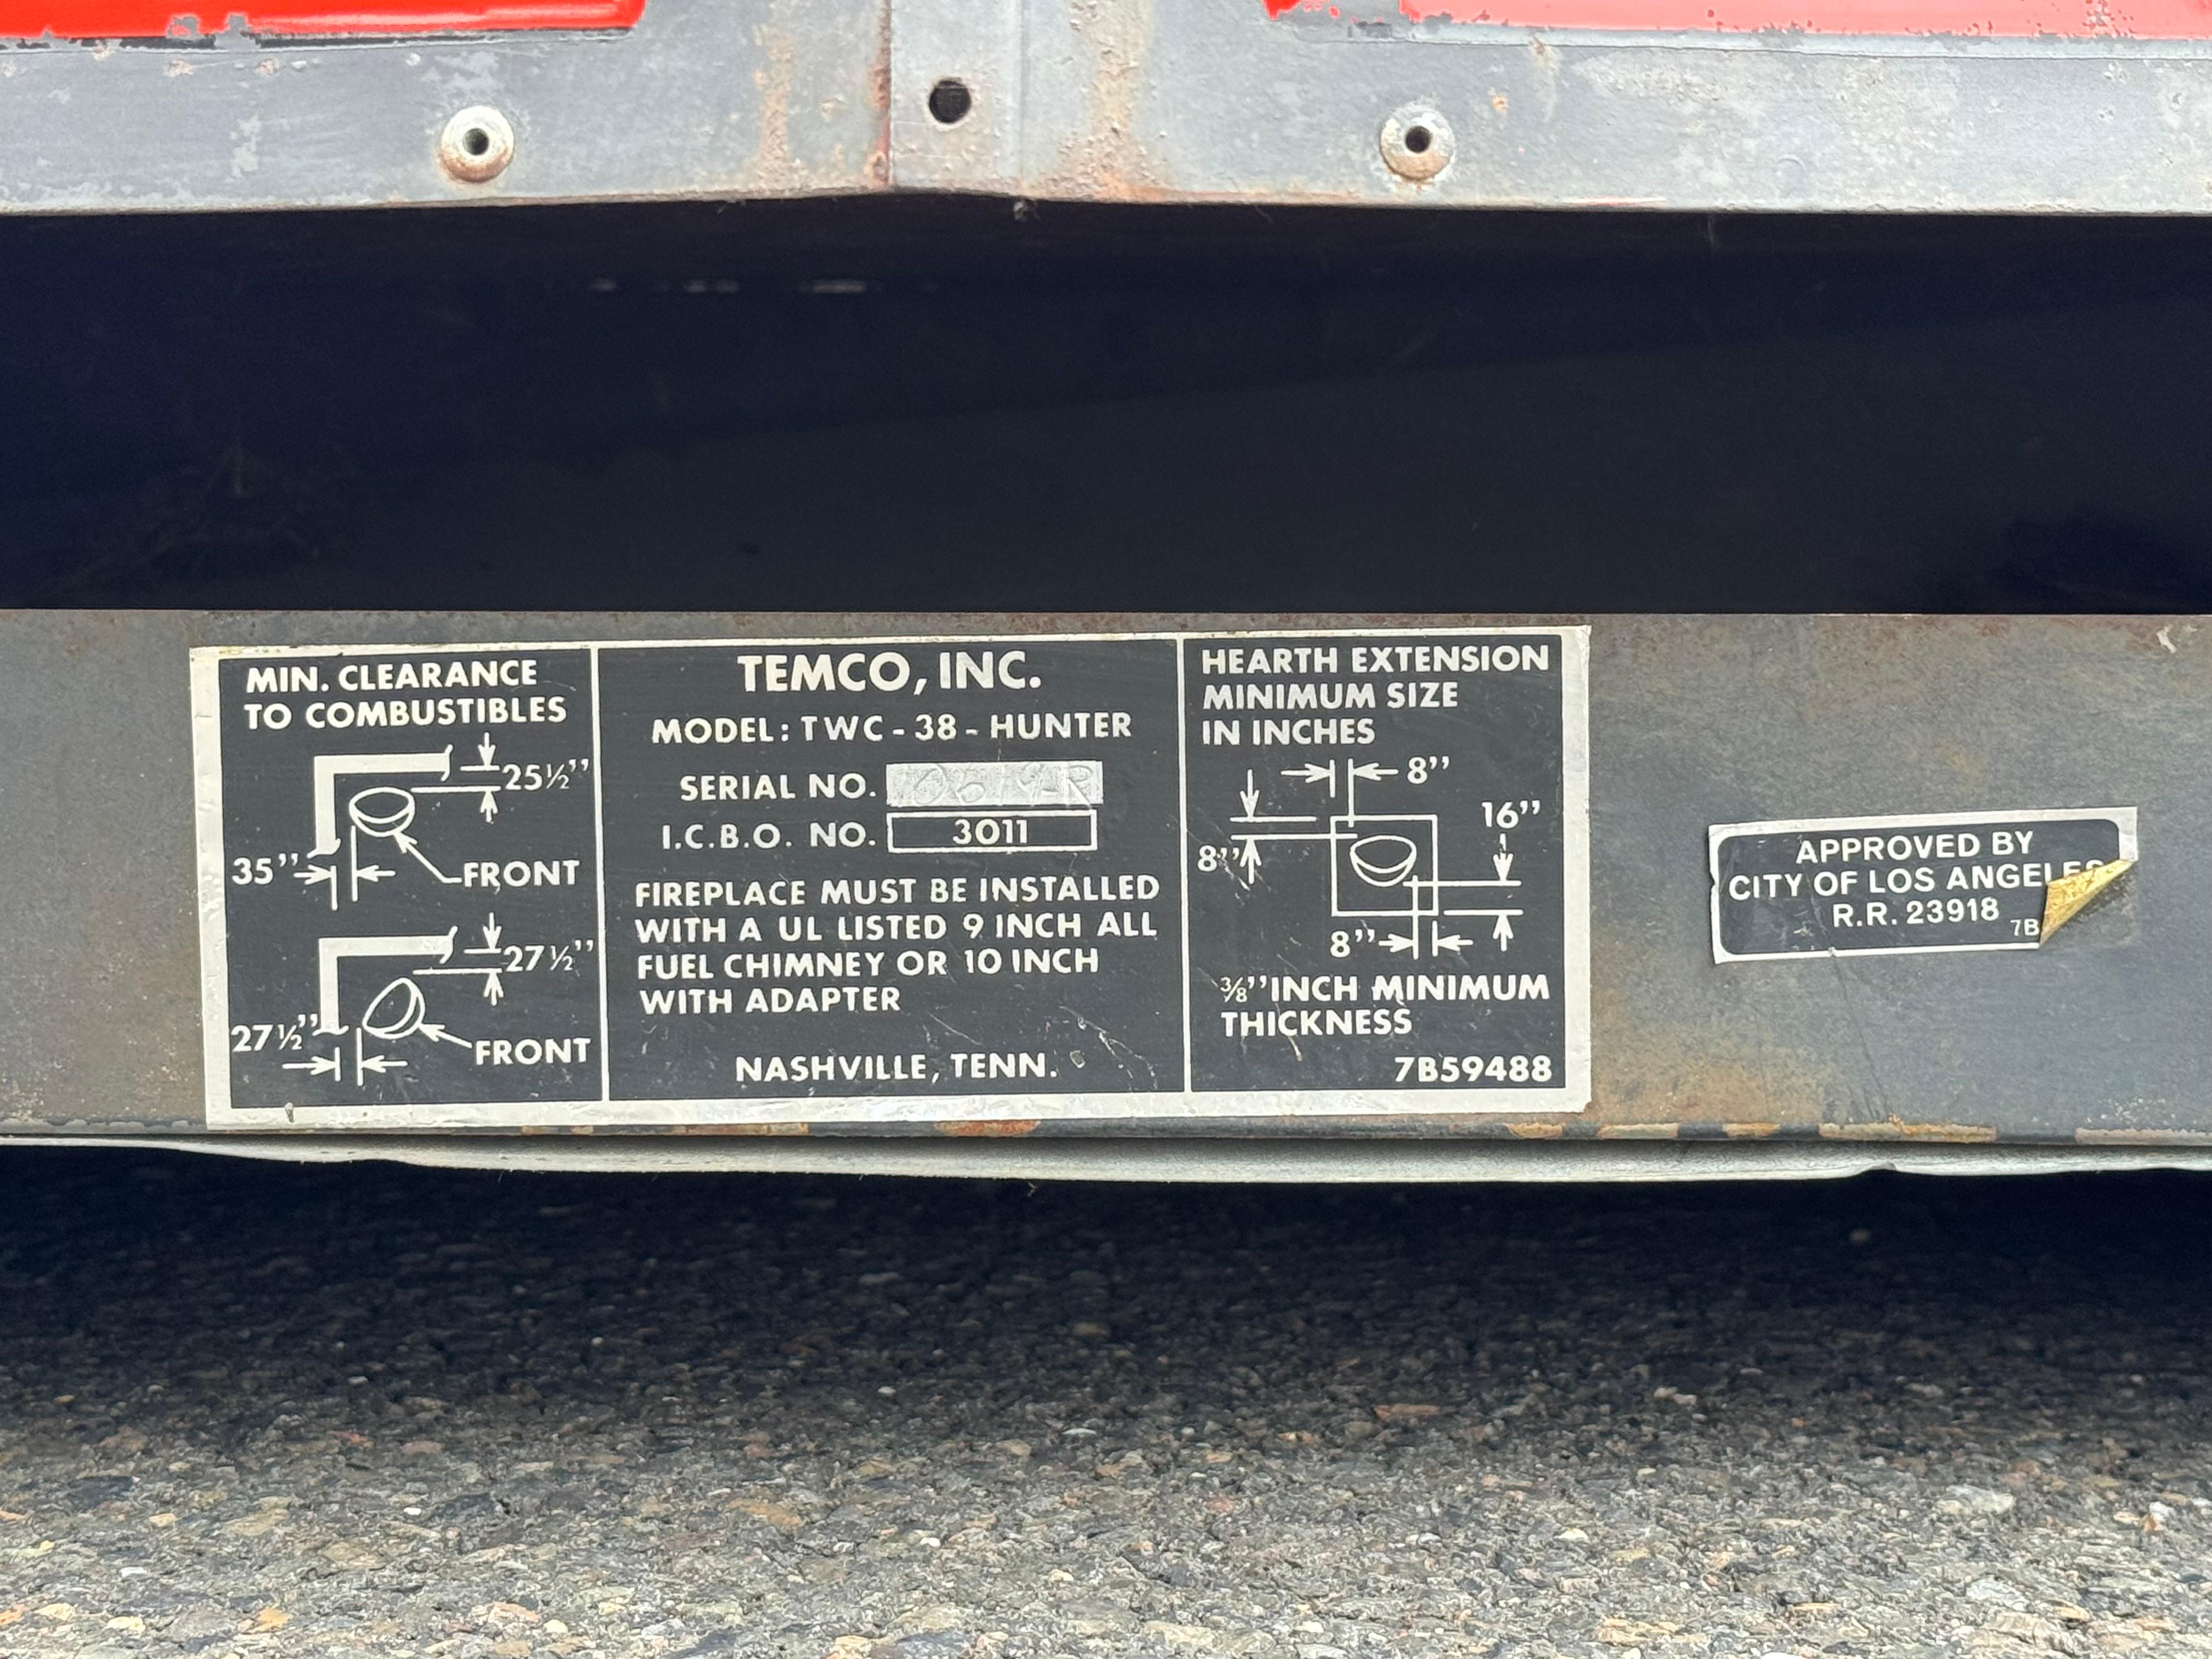 MIN. CLEARANCE
TO COMBUSTIBLES
25½"
35"
FRONT
27½"
27½"
FRONT
TEMCO, INC.
MODEL: TWC-38-HUNTER
SERIAL NO.
I.C.B.O. NO. 3011
FIREPLACE MUST BE INSTALLED
WITH A UL LISTED 9 INCH ALL
FUEL CHIMNEY OR 10 INCH
WITH ADAPTER
NASHVILLE, TENN.
HEARTH EXTENSION
MINIMUM SIZE
IN INCHES
8"
16"
8"
8"
⅜" INCH MINIMUM
THICKNESS
7B59488
APPROVED BY
CITY OF LOS ANGELES
R.R. 23918
7B